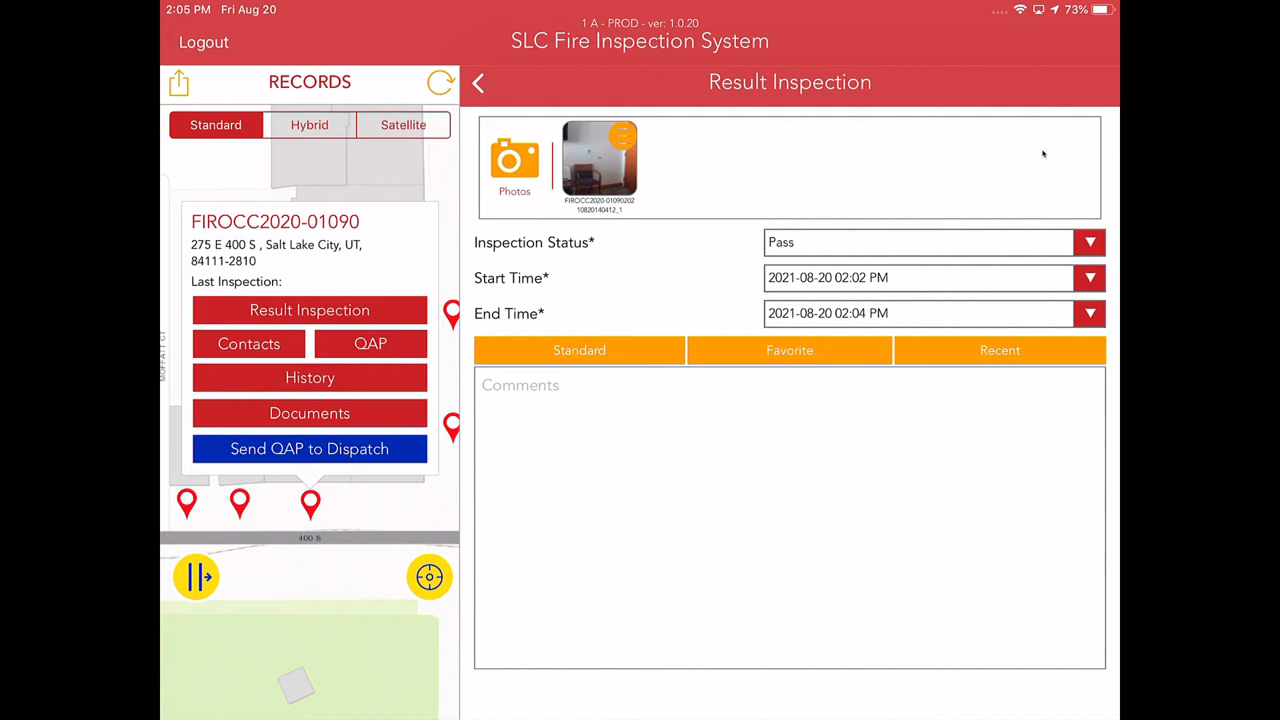 2:05 PM Fri Aug 20
73%
1 A - PROD - ver: 1.0.20
Logout
SLC Fire Inspection System
RECORDS
Result Inspection
Standard
Hybrid
Satellite
Photos
FIROCC2020-01090202
10820140412_1
FIROCC2020-01090
275 E 400 S , Salt Lake City, UT,
84111-2810
Last Inspection:
Result Inspection
Contacts
QAP
History
Documents
Send QAP to Dispatch
MOFFATT CT
400 S
Inspection Status*
Pass
Start Time*
2021-08-20 02:02 PM
End Time*
2021-08-20 02:04 PM
Standard
Favorite
Recent
Comments